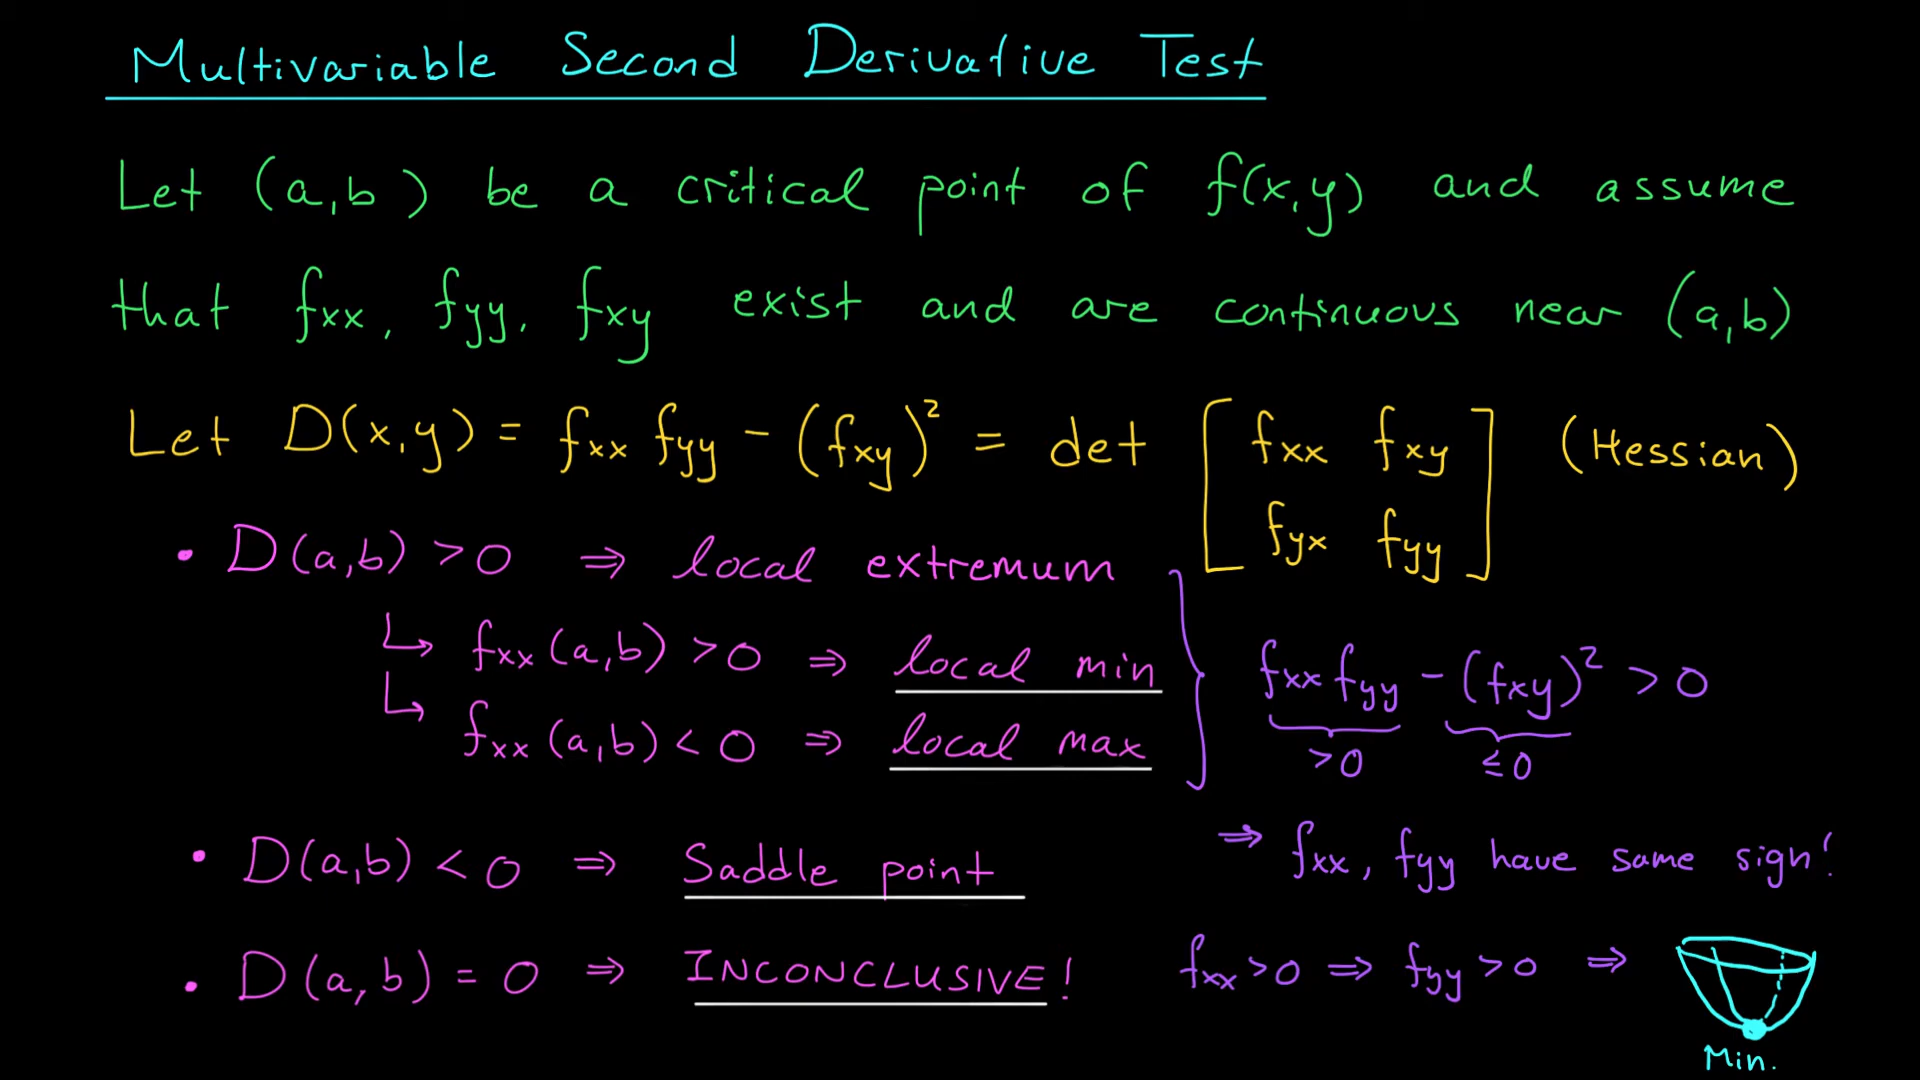 Multivariable Second Derivative Test
Let (a,b) be a critical point of f(x,y) and assume
that fxx, fyy, fxy exist and are continuous near (a,b)
Let D(x,y) = fxx fyy - (fxy)² = det [ fxx fxy (Hessian)
fyx fyy ]
• D(a,b) > 0 ⇒ local extremum
↳ fxx(a,b) > 0 ⇒ local min
↳ fxx(a,b) < 0 ⇒ local max
fxx fyy - (fxy)² > 0
>0 ≤0
⇒ fxx, fyy have same sign!
• D(a,b) < 0 ⇒ Saddle point
• D(a,b) = 0 ⇒ INCONCLUSIVE!
fxx > 0 ⇒ fyy > 0 ⇒
Min.